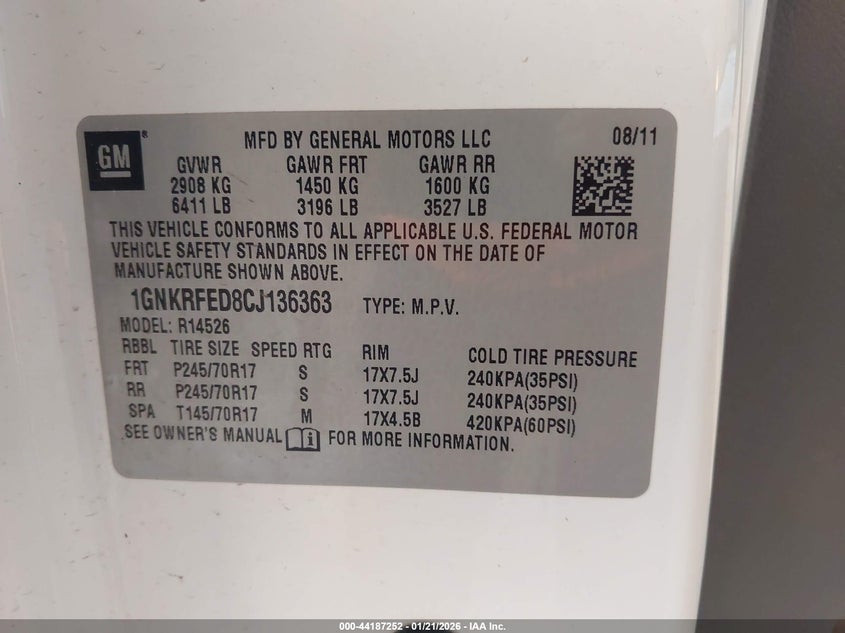 GM ®
MFD BY GENERAL MOTORS LLC 08/11
GVWR GAWR FRT GAWR RR
2908 KG 1450 KG 1600 KG
6411 LB 3196 LB 3527 LB
THIS VEHICLE CONFORMS TO ALL APPLICABLE U.S. FEDERAL MOTOR
VEHICLE SAFETY STANDARDS IN EFFECT ON THE DATE OF
MANUFACTURE SHOWN ABOVE.
1GNKRFED8CJ136363 TYPE: M.P.V.
MODEL: R14526
RBBL TIRE SIZE SPEED RTG RIM COLD TIRE PRESSURE
FRT P245/70R17 S 17X7.5J 240KPA(35PSI)
RR P245/70R17 S 17X7.5J 240KPA(35PSI)
SPA T145/70R17 M 17X4.5B 420KPA(60PSI)
SEE OWNER'S MANUAL FOR MORE INFORMATION.
000-44187252 - 01/21/2026 - IAA Inc.